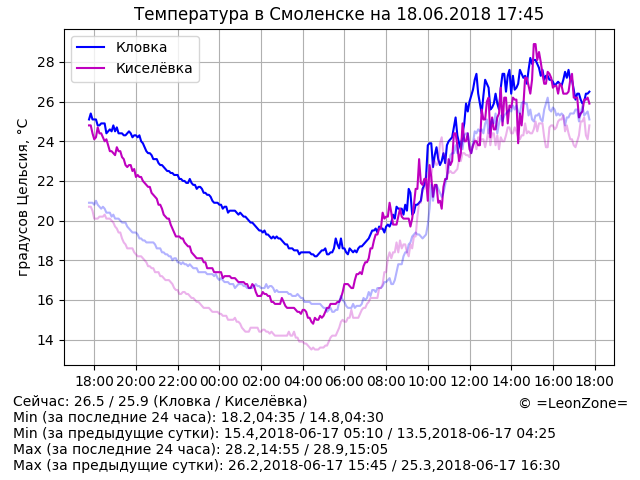 Температура в Смоленске на 18.06.2018 17:45
Кловка
Киселёвка
градусов Цельсия, °C
28
26
24
22
20
18
16
14
18:00 20:00 22:00 00:00 02:00 04:00 06:00 08:00 10:00 12:00 14:00 16:00 18:00
Сейчас: 26.5 / 25.9 (Кловка / Киселёвка)
© =LeonZone=
Min (за последние 24 часа): 18.2,04:35 / 14.8,04:30
Min (за предыдущие сутки): 15.4,2018-06-17 05:10 / 13.5,2018-06-17 04:25
Max (за последние 24 часа): 28.2,14:55 / 28.9,15:05
Max (за предыдущие сутки): 26.2,2018-06-17 15:45 / 25.3,2018-06-17 16:30